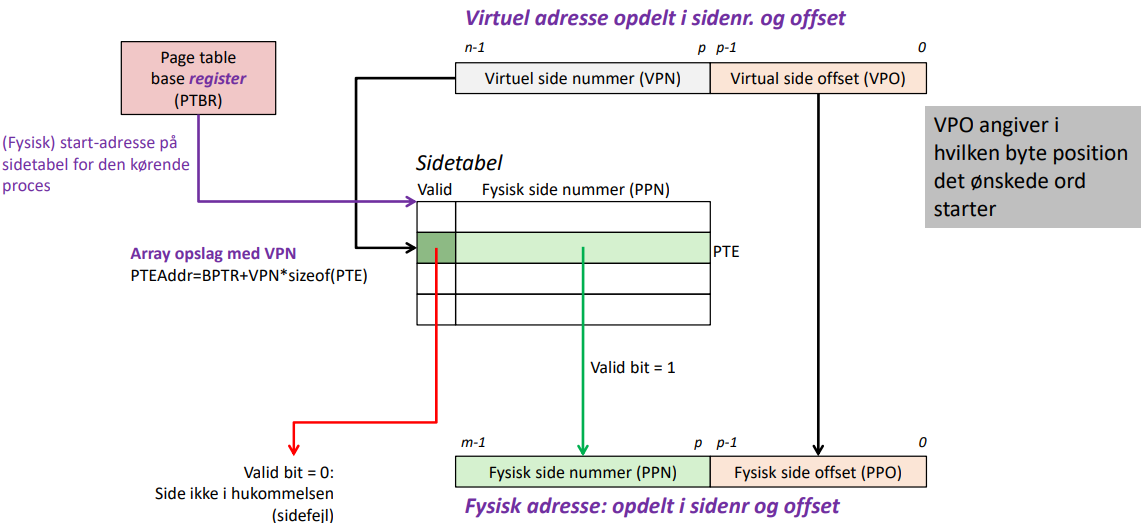 Virtuel adresse opdelt i sidenr. og offset
n-1 p p-1 0
Page table
base register
(PTBR)
Virtuel side nummer (VPN) Virtual side offset (VPO)
(Fysisk) start-adresse på
sidetabel for den kørende
proces
VPO angiver i
hvilken byte position
det ønskede ord
starter
Sidetabel
Valid Fysisk side nummer (PPN)
Array opslag med VPN
PTEAddr=BPTR+VPN*sizeof(PTE)
PTE
Valid bit = 1
m-1 p p-1 0
Valid bit = 0:
Side ikke i hukommelsen
(sidefejl)
Fysisk side nummer (PPN) Fysisk side offset (PPO)
Fysisk adresse: opdelt i sidenr og offset